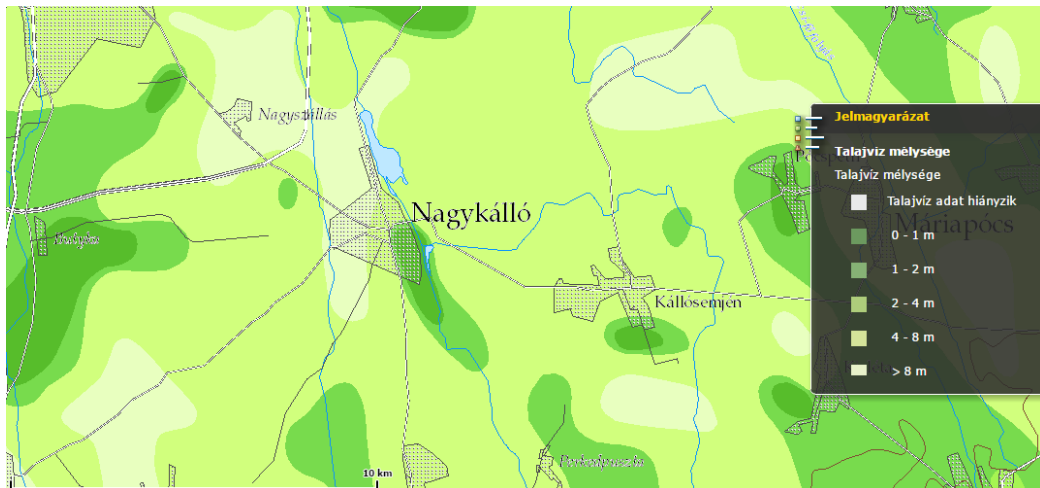 Nagyszállás
Nagykálló
Kállósemjén
Máriapócs
10 km
Jelmagyarázat
Talajvíz mélysége
Talajvíz mélysége
Talajvíz adat hiányzik
0 - 1 m
1 - 2 m
2 - 4 m
4 - 8 m
> 8 m